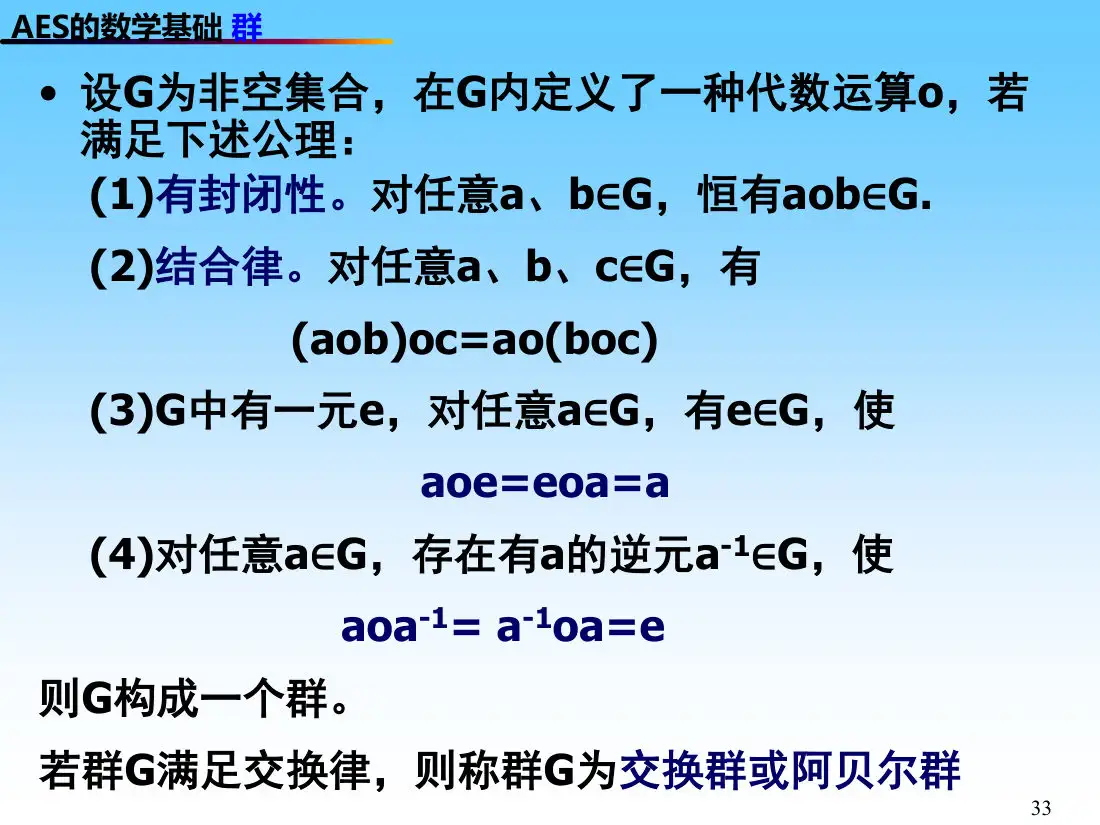 AES的数学基础 群
• 设G为非空集合，在G内定义了一种代数运算o，若
满足下述公理：
(1)有封闭性。对任意a、b∈G，恒有aob∈G.
(2)结合律。对任意a、b、c∈G，有
(aob)oc=ao(boc)
(3)G中有一元e，对任意a∈G，有e∈G，使
aoe=eoa=a
(4)对任意a∈G，存在有a的逆元a⁻¹∈G，使
aoa⁻¹= a⁻¹oa=e
则G构成一个群。
若群G满足交换律，则称群G为交换群或阿贝尔群
33